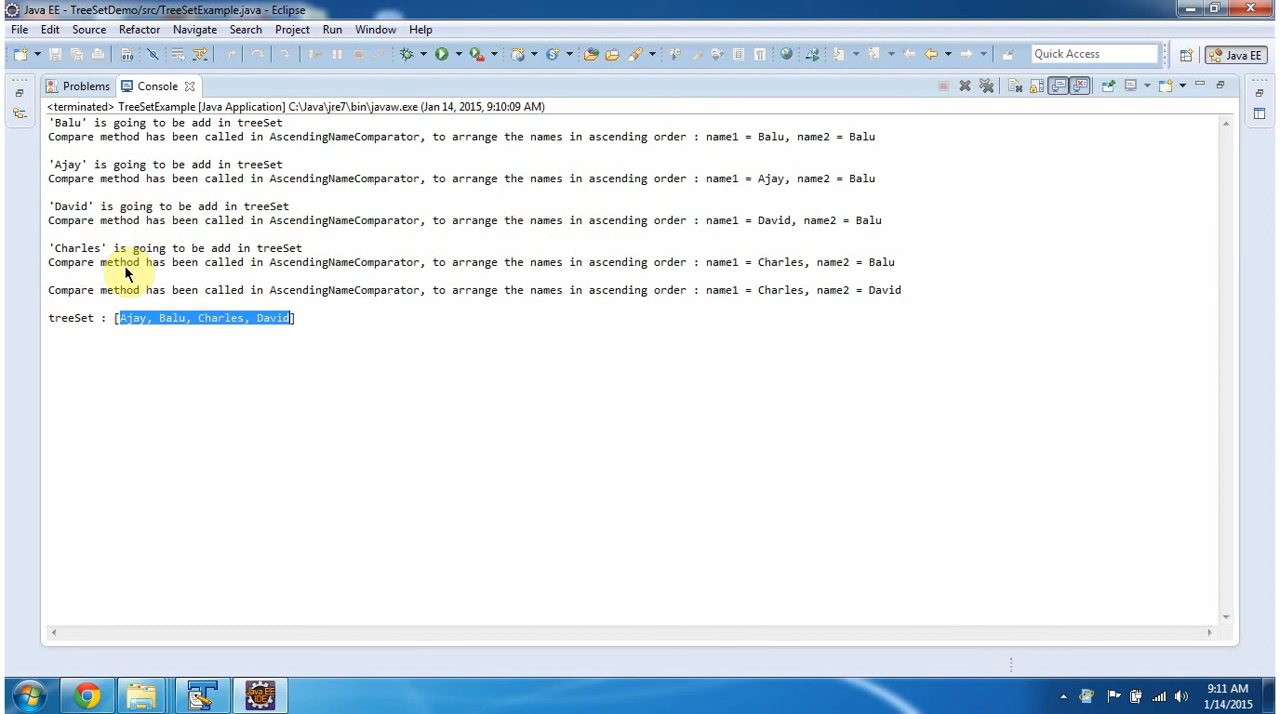 Java EE - TreeSetDemo/src/TreeSetExample.java - Eclipse
File Edit Source Refactor Navigate Search Project Run Window Help
Quick Access
Java EE
Problems Console
<terminated> TreeSetExample [Java Application] C:\Java\jre7\bin\javaw.exe (Jan 14, 2015, 9:10:09 AM)
'Balu' is going to be add in treeSet
Compare method has been called in AscendingNameComparator, to arrange the names in ascending order : name1 = Balu, name2 = Balu
'Ajay' is going to be add in treeSet
Compare method has been called in AscendingNameComparator, to arrange the names in ascending order : name1 = Ajay, name2 = Balu
'David' is going to be add in treeSet
Compare method has been called in AscendingNameComparator, to arrange the names in ascending order : name1 = David, name2 = Balu
'Charles' is going to be add in treeSet
Compare method has been called in AscendingNameComparator, to arrange the names in ascending order : name1 = Charles, name2 = Balu
Compare method has been called in AscendingNameComparator, to arrange the names in ascending order : name1 = Charles, name2 = David
treeSet : [Ajay, Balu, Charles, David]
Java EE
IDE
9:11 AM
1/14/2015